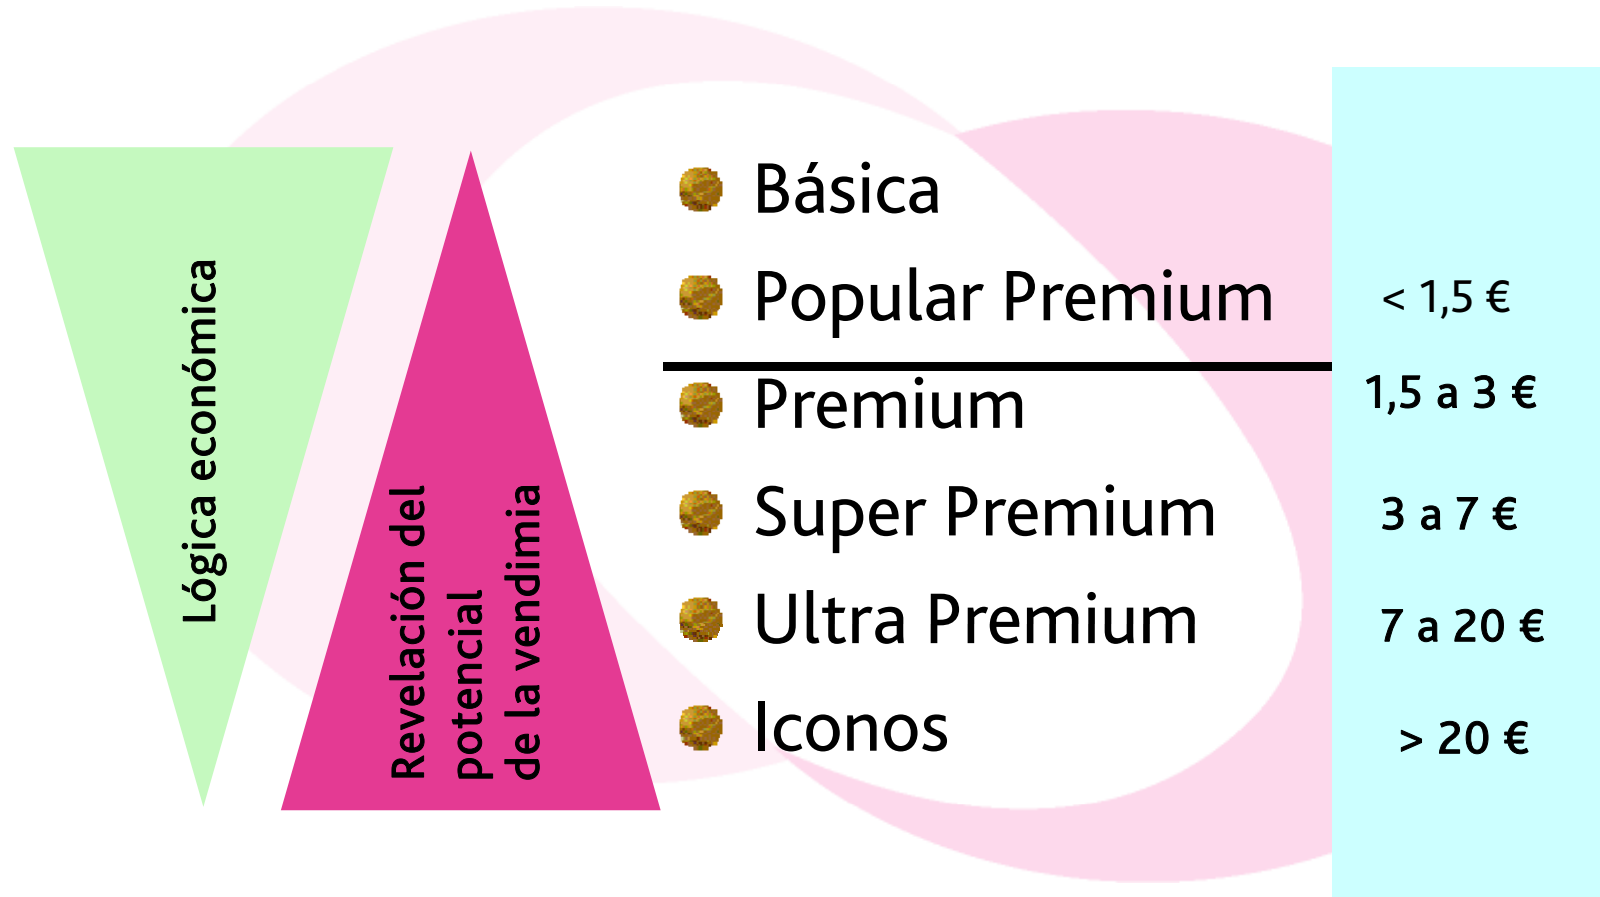 Lógica económica
Revelación del
potencial
de la vendimia
Básica
Popular Premium
< 1,5 €
Premium
1,5 a 3 €
Super Premium
3 a 7 €
Ultra Premium
7 a 20 €
Iconos
> 20 €